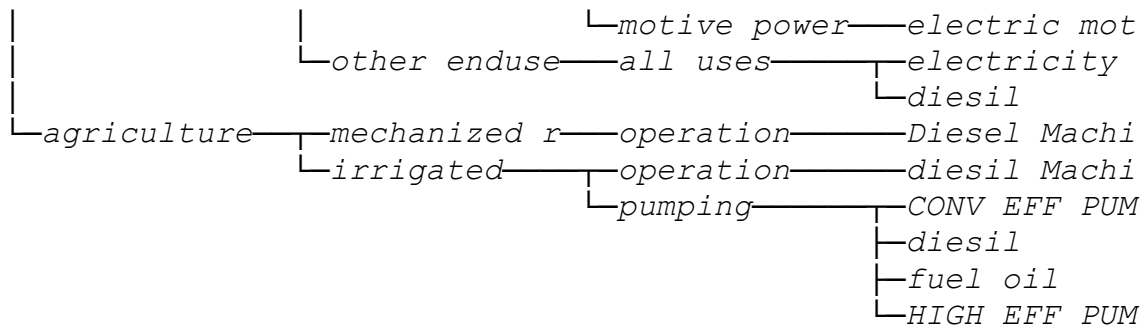 motive power electric mot
other enduse all uses electricity
diesil
agriculture mechanized r operation Diesel Machi
irrigated operation diesil Machi
pumping CONV EFF PUM
diesil
fuel oil
HIGH EFF PUM